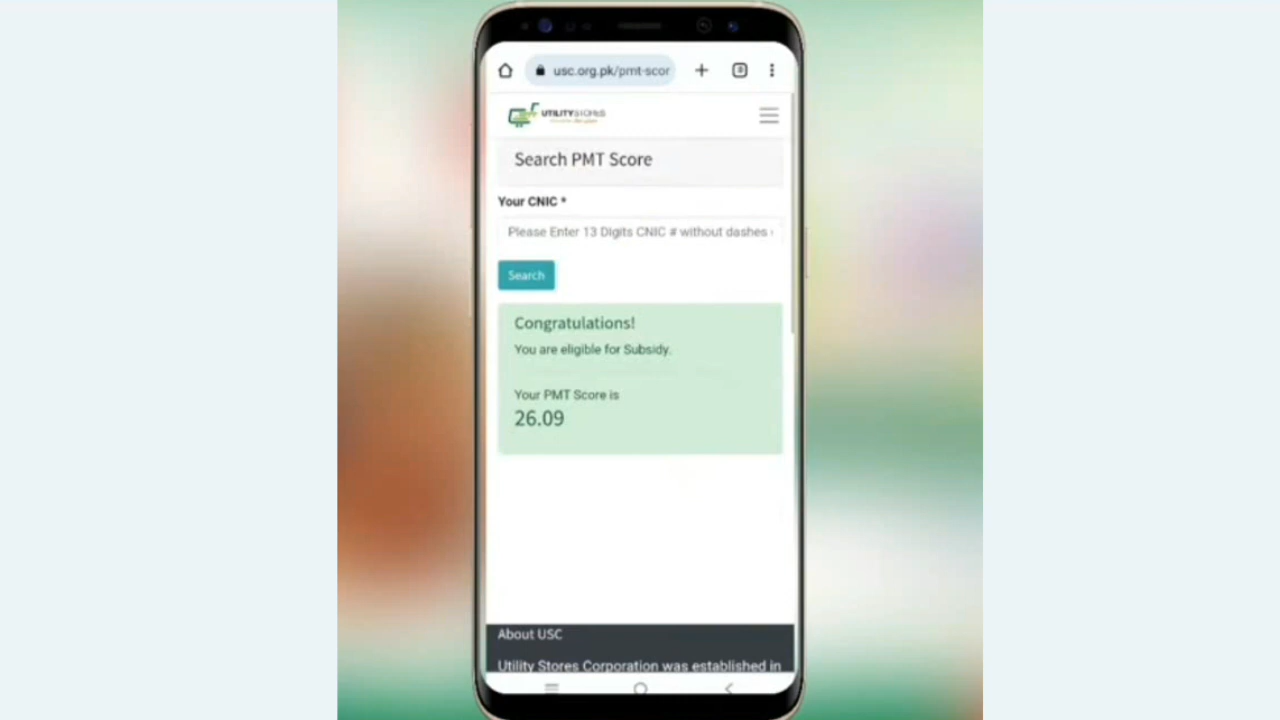 usc.org.pk/pmt-scor
UTILITY STORES
Search PMT Score
Your CNIC *
Please Enter 13 Digits CNIC # without dashes
Search
Congratulations!
You are eligible for Subsidy.
Your PMT Score is
26.09
About USC
Utility Stores Corporation was established in